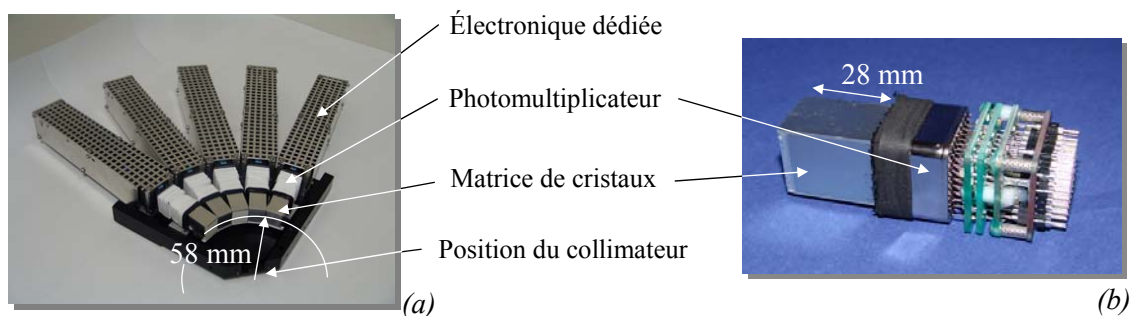 Électronique dédiée
28 mm
Photomultiplicateur
Matrice de cristaux
58 mm
Position du collimateur
(a)
(b)